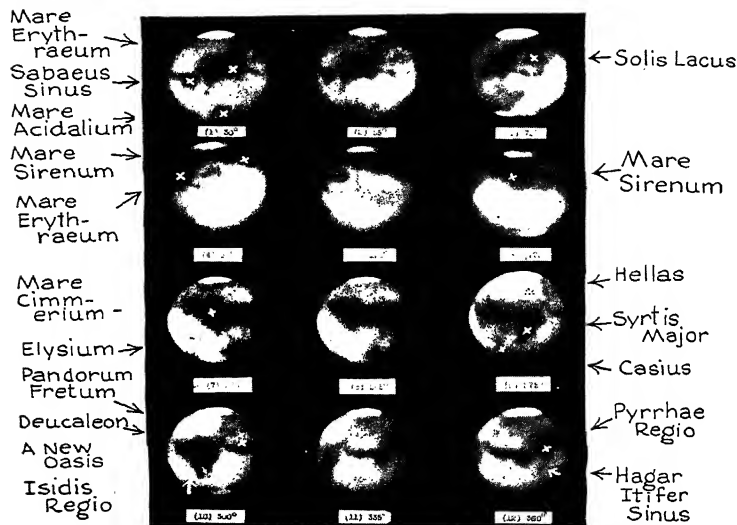 Mare
Eryth-
raeum
Sabaeus
Sinus
Mare
Acidalium
Solis Lacus
(1) 30°
Mare
Sirenum
Mare
Eryth-
raeum
Mare
Sirenum
Mare
Cimm-
erium
Elysium
Hellas
Syrtis
Major
Casius
Pandorum
Fretum
Deucaleon
A New
Oasis
Isidis
Regio
Pyrrhae
Regio
Hagar
Itifer
Sinus
(10) 300°
(11) 335°
(12) 360°